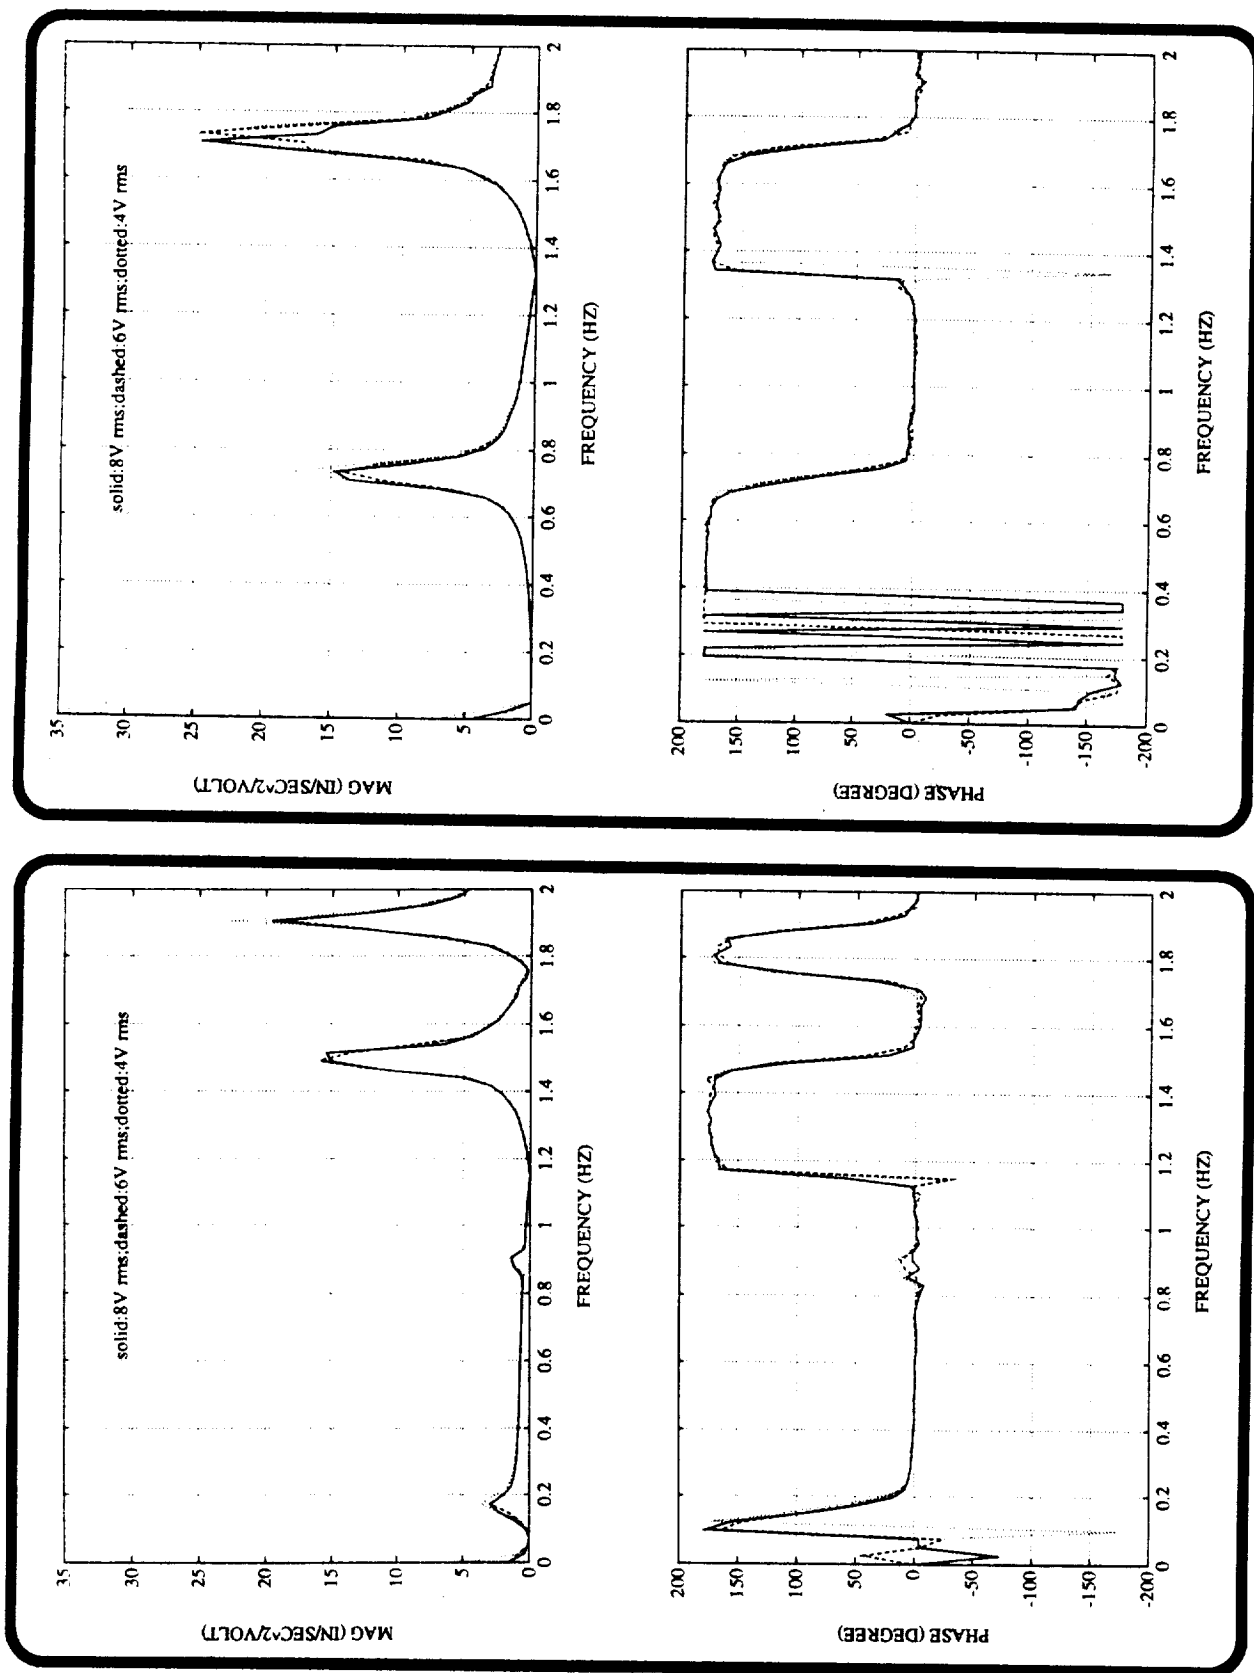 MAG (IN/SEC^2/VOLT)
35
30
25
20
15
10
5
0
solid:8V rms;dashed:6V rms;dotted:4V rms
0 0.2 0.4 0.6 0.8 1 1.2 1.4 1.6 1.8 2
FREQUENCY (HZ)
PHASE (DEGREE)
200
150
100
50
0
-50
-100
-150
-200
0 0.2 0.4 0.6 0.8 1 1.2 1.4 1.6 1.8 2
FREQUENCY (HZ)
MAG (IN/SEC^2/VOLT)
35
30
25
20
15
10
5
0
solid:8V rms;dashed:6V rms;dotted:4V rms
0 0.2 0.4 0.6 0.8 1 1.2 1.4 1.6 1.8 2
FREQUENCY (HZ)
PHASE (DEGREE)
200
150
100
50
0
-50
-100
-150
-200
0 0.2 0.4 0.6 0.8 1 1.2 1.4 1.6 1.8 2
FREQUENCY (HZ)